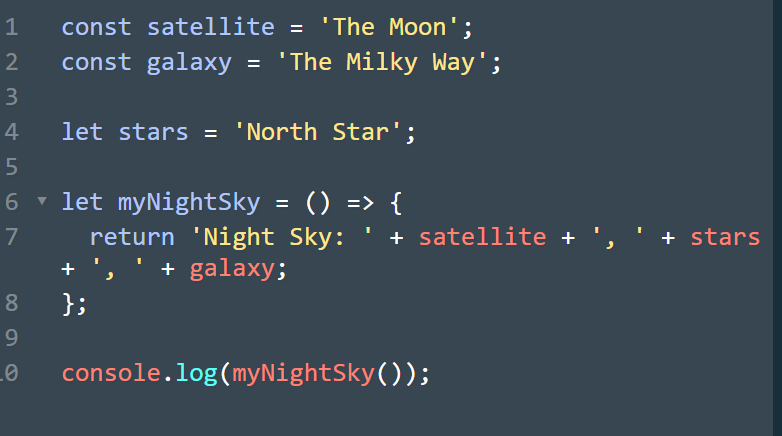 1 const satellite = 'The Moon';
2 const galaxy = 'The Milky Way';
3
4 let stars = 'North Star';
5
6 let myNightSky = () => {
7   return 'Night Sky: ' + satellite + ', ' + stars
+ ', ' + galaxy;
8 };
9
10 console.log(myNightSky());